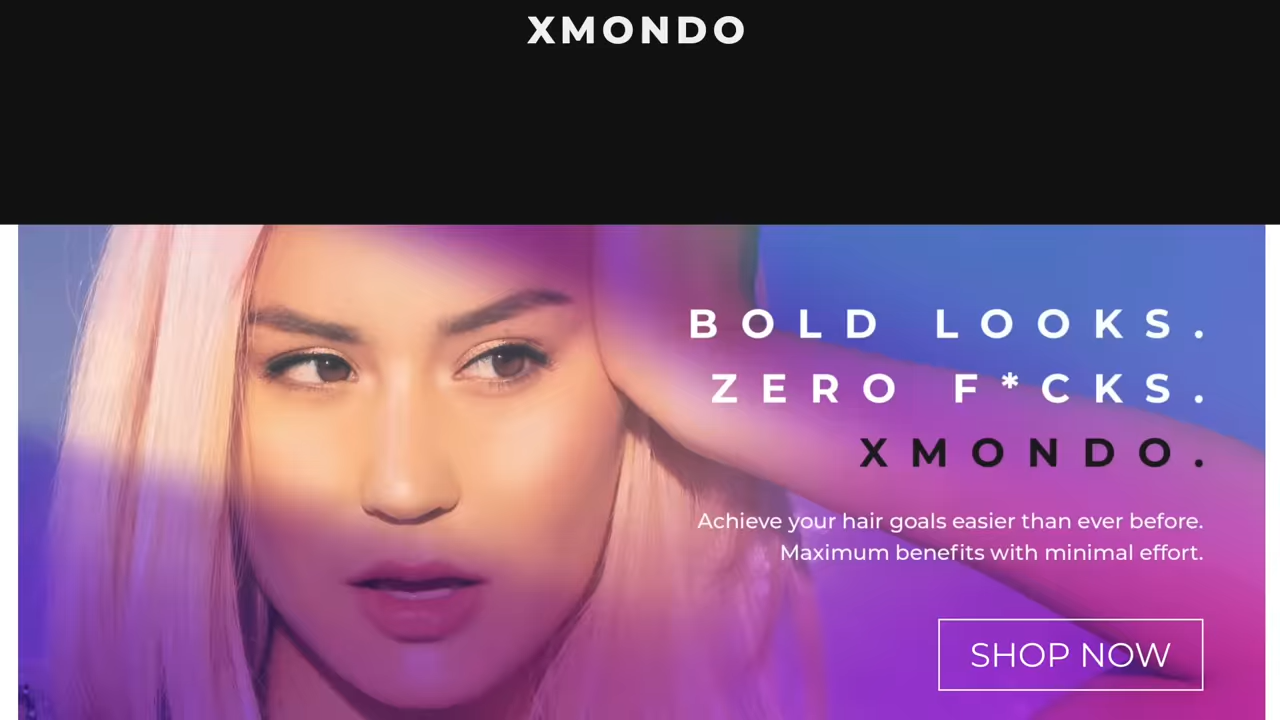 XMONDO
BOLD LOOKS.
ZERO F*CKS.
XMONDO.
Achieve your hair goals easier than ever before.
Maximum benefits with minimal effort.
SHOP NOW